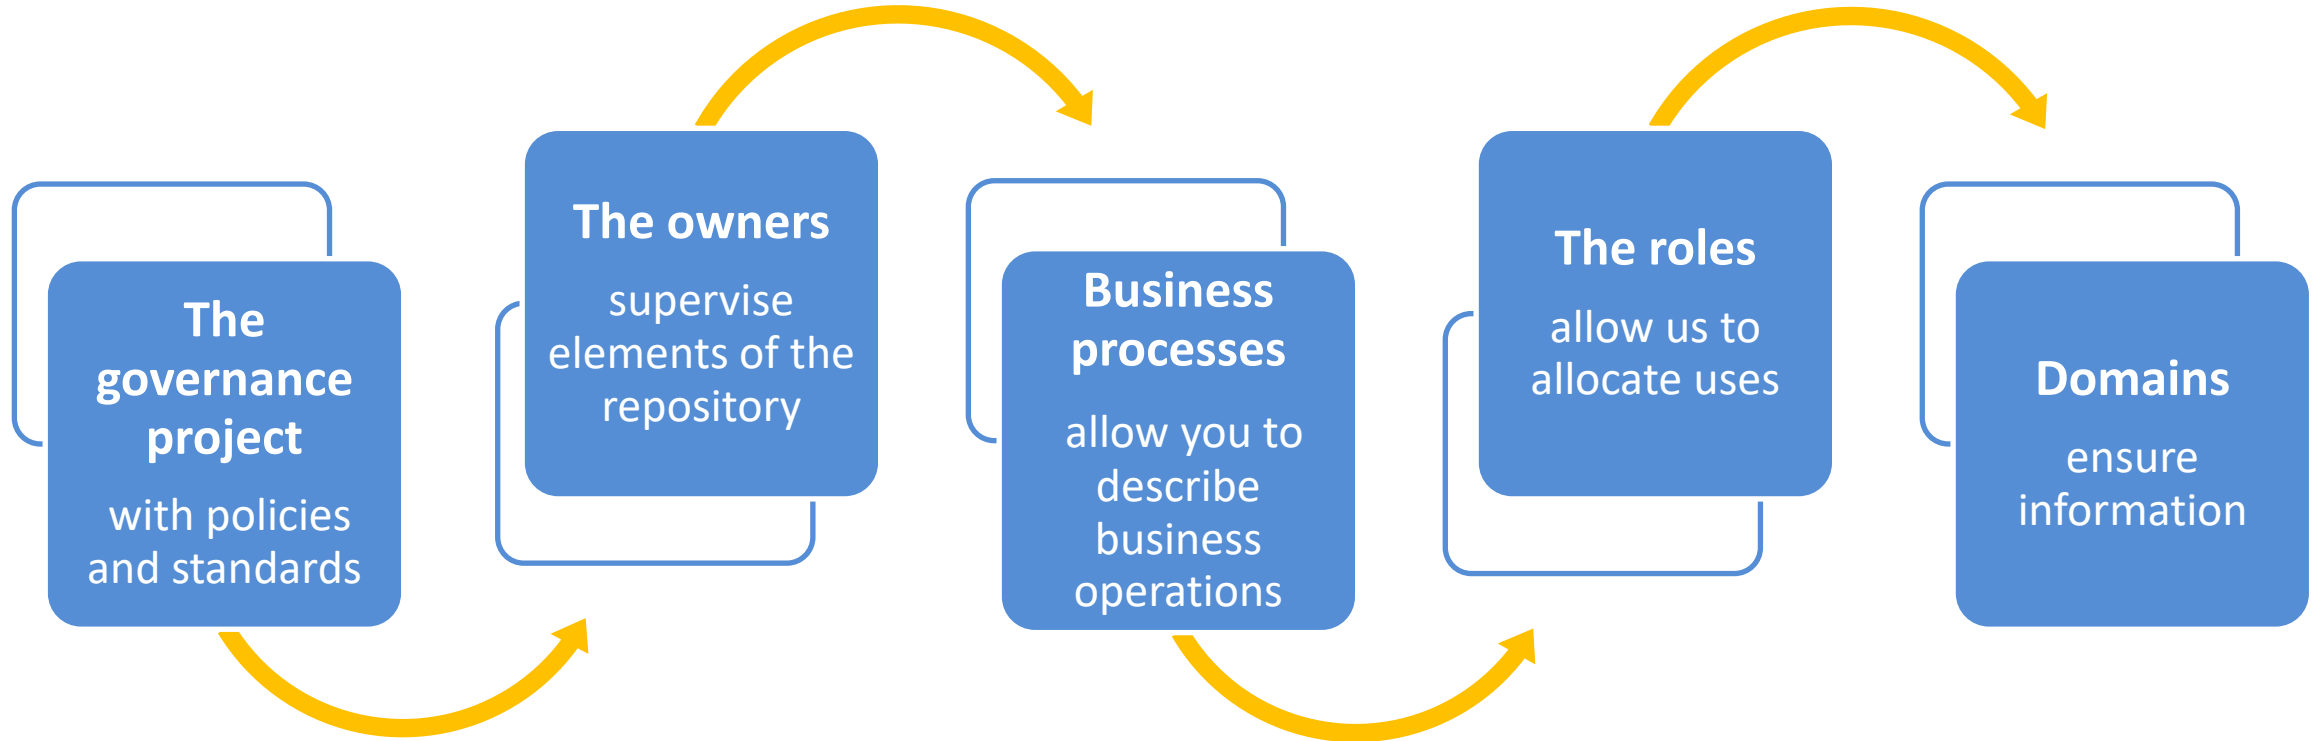 The
governance
project
with policies
and standards
The owners
supervise
elements of the
repository
Business
processes
allow you to
describe
business
operations
The roles
allow us to
allocate uses
Domains
ensure
information